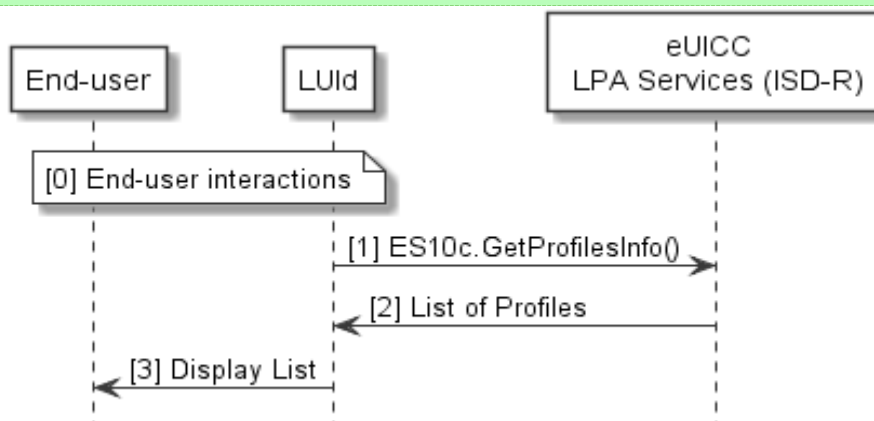 End-user
LUId
eUICC
LPA Services (ISD-R)
[0] End-user interactions
[1] ES10c.GetProfilesInfo()
[2] List of Profiles
[3] Display List